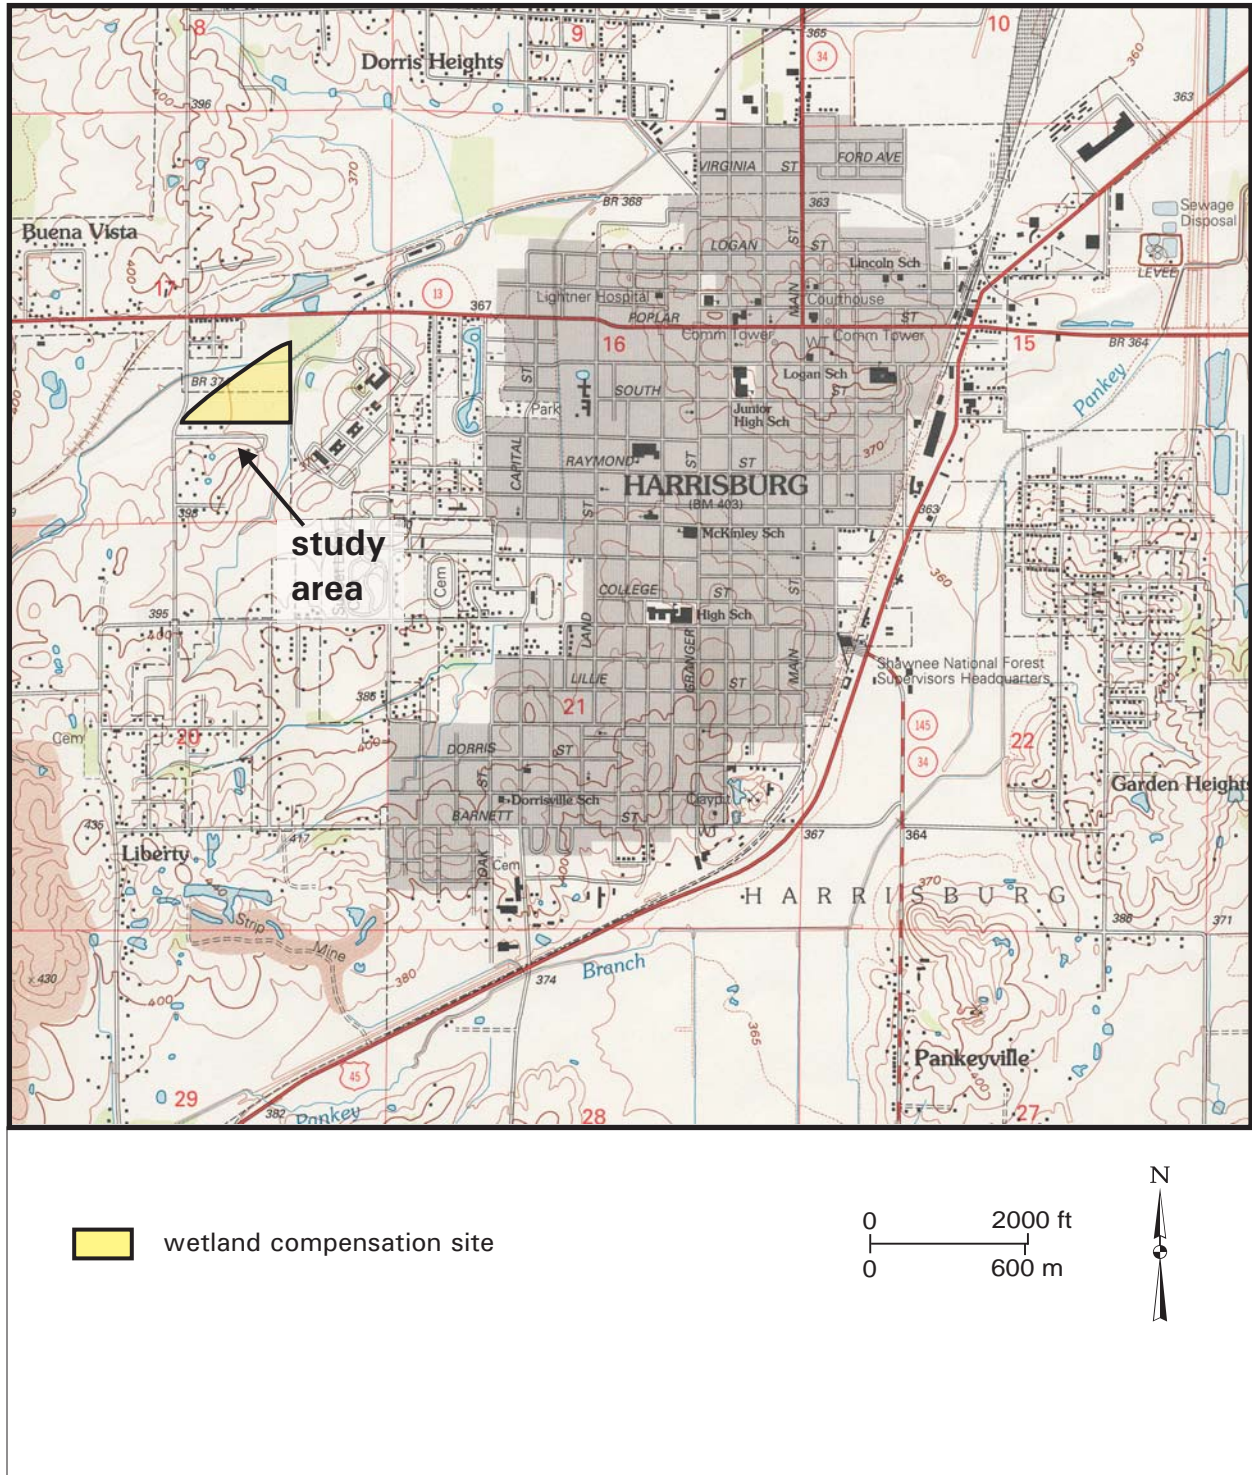 8
9
10
365
34
Dorris Heights
360
363
400
396
VIRGINIA ST
FORD AVE
370
BR 368
363
Sewage
Disposal
Buena Vista
LOGAN ST
ST
Lincoln Sch
LEVEE
400
17
13
367
Lightner Hospital
MAIN
Courthouse
POPLAR
ST
16
Comm Tower
WT Comm Tower
15
BR 364
BR 37
Logan Sch
ST
SOUTH
ST
Pankey
400
Park
Junior
High Sch
370
CAPITAL
RAYMOND
ST
ST
HARRISBURG
(BM 403)
ST
363
398
McKinley Sch
study
area
Cem
360
COLLEGE
ST
ST
395
400
High Sch
LAND
GRANGER
MAIN
Shawnee National Forest
Supervisors Headquarters
LILLIE
ST
386
21
145
Cem
20
400
34
22
DORRIS
ST
ST
Garden Heights
Dorrisville Sch
Claypit
BARNETT
ST
435
417
367
364
Liberty
OAK
Cem
400
440
370
HARRISBURG
Strip
Mine
386
371
430
380
Branch
374
400
365
Pankeyville
45
400
29
382
Pankey
28
27
N
0
2000 ft
wetland compensation site
0
600 m